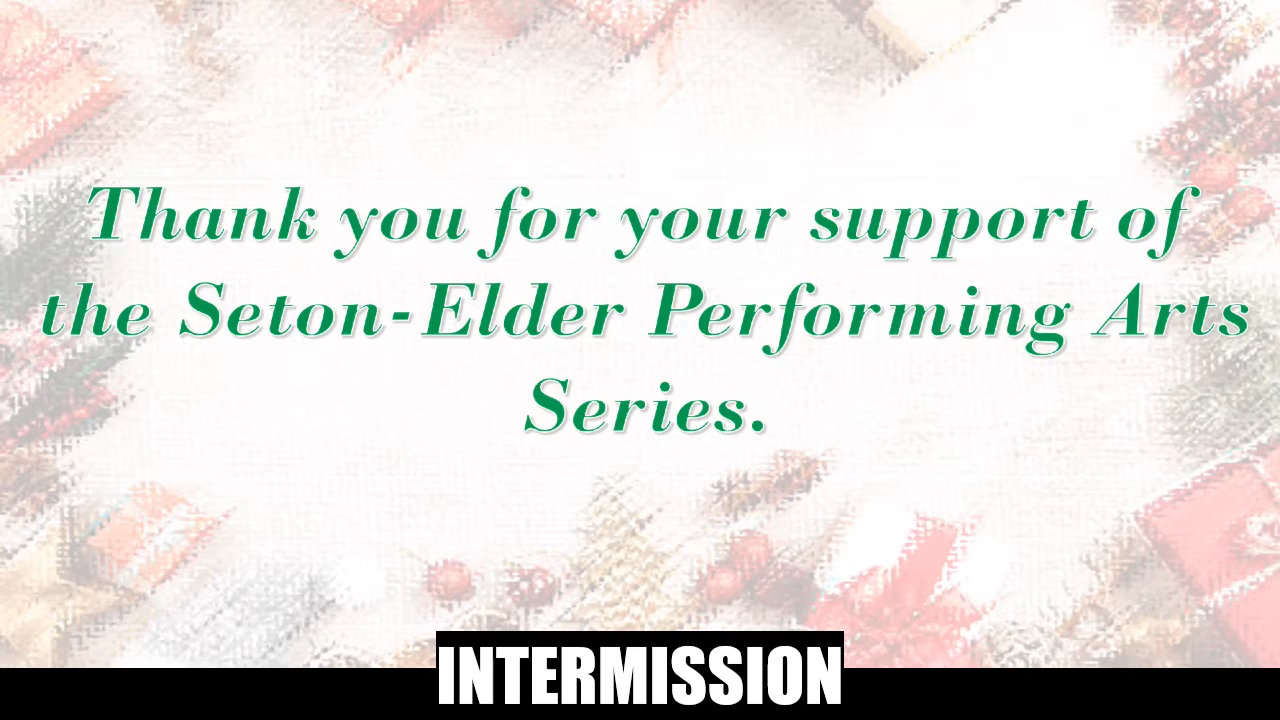 Thank you for your support of
the Seton-Elder Performing Arts
Series.
INTERMISSION